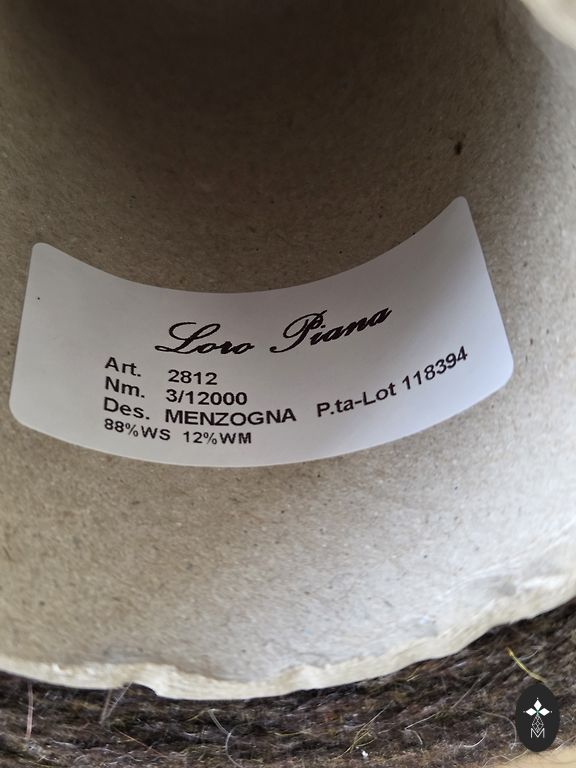 Loro Piana
Art. 2812
Nm. 3/12000
Des. MENZOGNA P.ta-Lot 118394
88%WS 12%WM
M